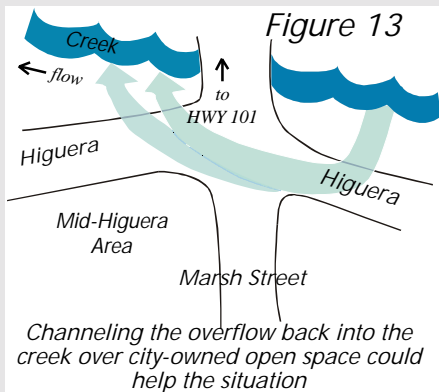 Figure 13
Creek
flow
to
HWY 101
Higuera
Higuera
Mid-Higuera
Area
Marsh Street
Channeling the overflow back into the
creek over city-owned open space could
help the situation